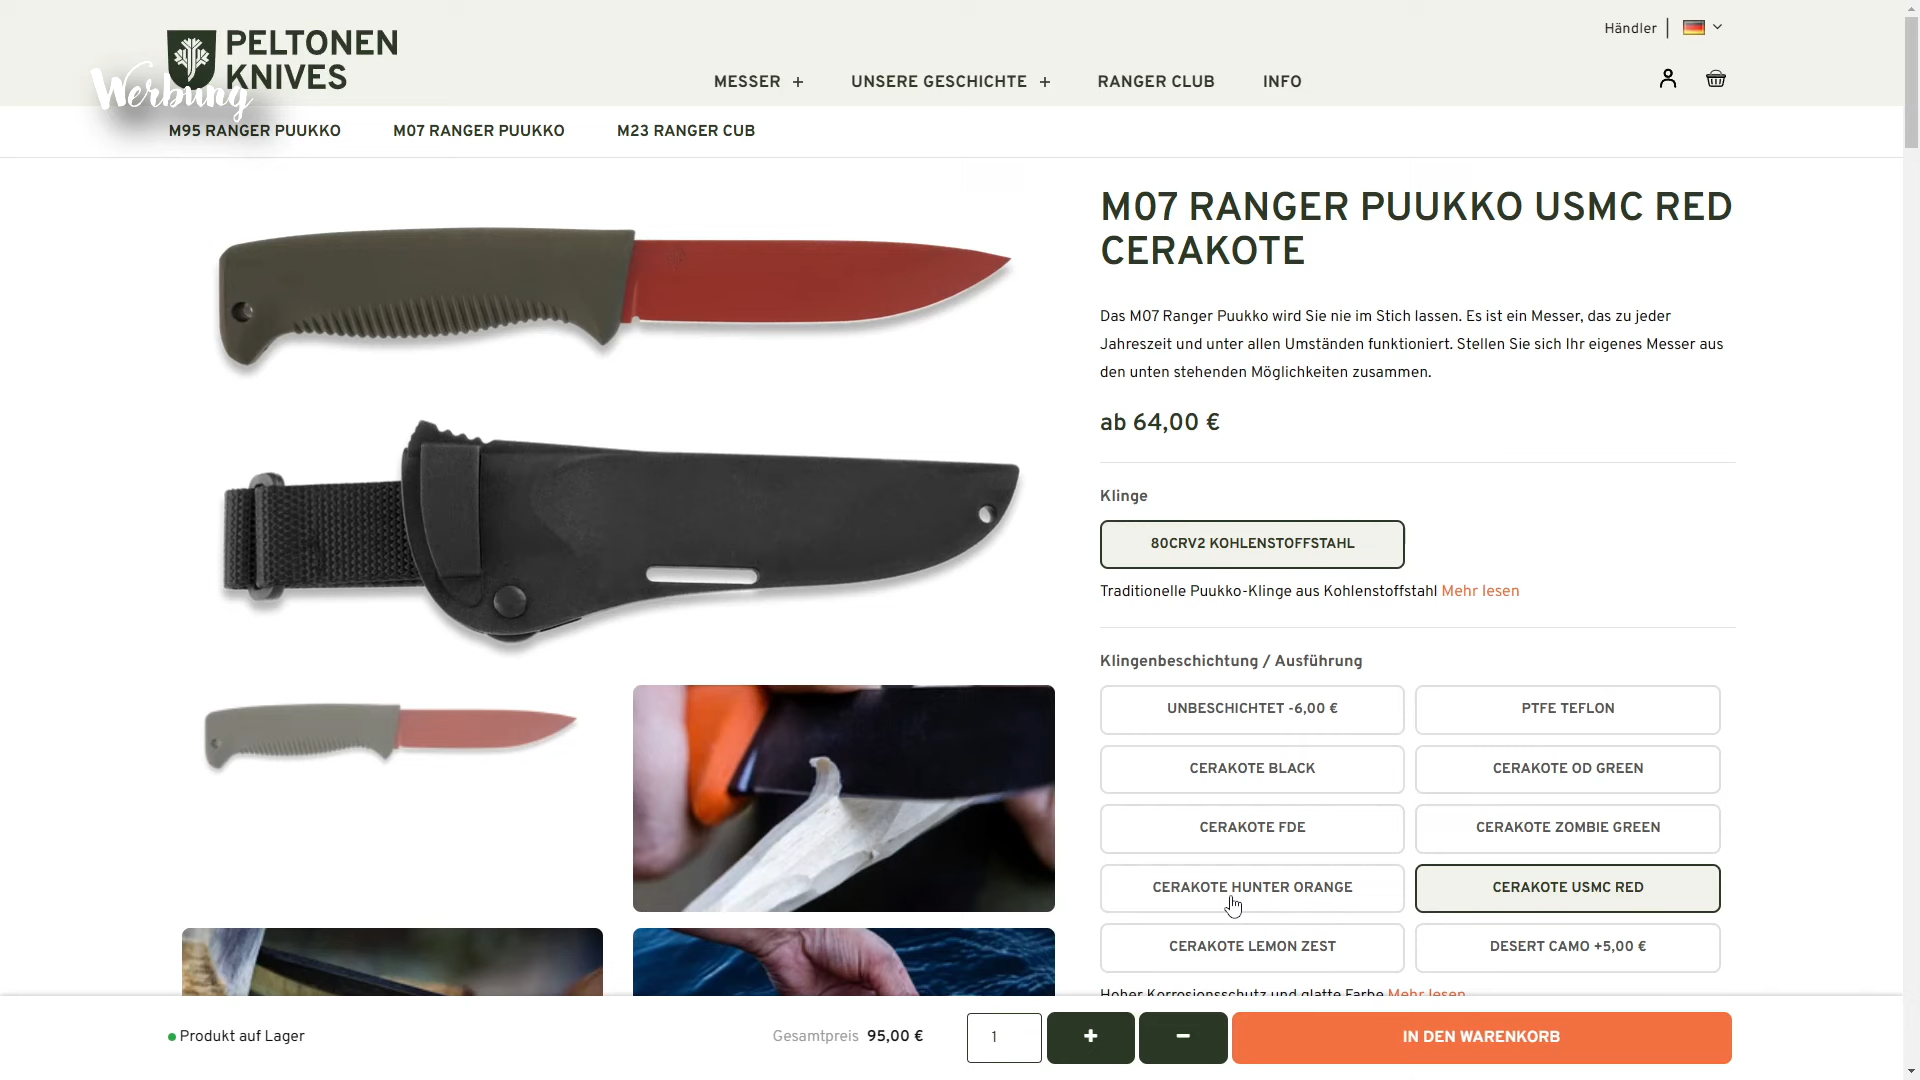 PELTONEN
KNIVES
Werbung
Händler
MESSER +
UNSERE GESCHICHTE +
RANGER CLUB
INFO
M95 RANGER PUUKKO
M07 RANGER PUUKKO
M23 RANGER CUB
M07 RANGER PUUKKO USMC RED
CERAKOTE
Das M07 Ranger Puukko wird Sie nie im Stich lassen. Es ist ein Messer, das zu jeder
Jahreszeit und unter allen Umständen funktioniert. Stellen Sie sich Ihr eigenes Messer aus
den unten stehenden Möglichkeiten zusammen.
ab 64,00 €
Klinge
80CRV2 KOHLENSTOFFSTAHL
Traditionelle Puukko-Klinge aus Kohlenstoffstahl Mehr lesen
Klingenbeschichtung / Ausführung
UNBESCHICHTET -6,00 €
PTFE TEFLON
CERAKOTE BLACK
CERAKOTE OD GREEN
CERAKOTE FDE
CERAKOTE ZOMBIE GREEN
CERAKOTE HUNTER ORANGE
CERAKOTE USMC RED
CERAKOTE LEMON ZEST
DESERT CAMO +5,00 €
Hoher Korrosionsschutz und glatte Farbe Mehr lesen
Produkt auf Lager
Gesamtpreis 95,00 €
1
+
−
IN DEN WARENKORB